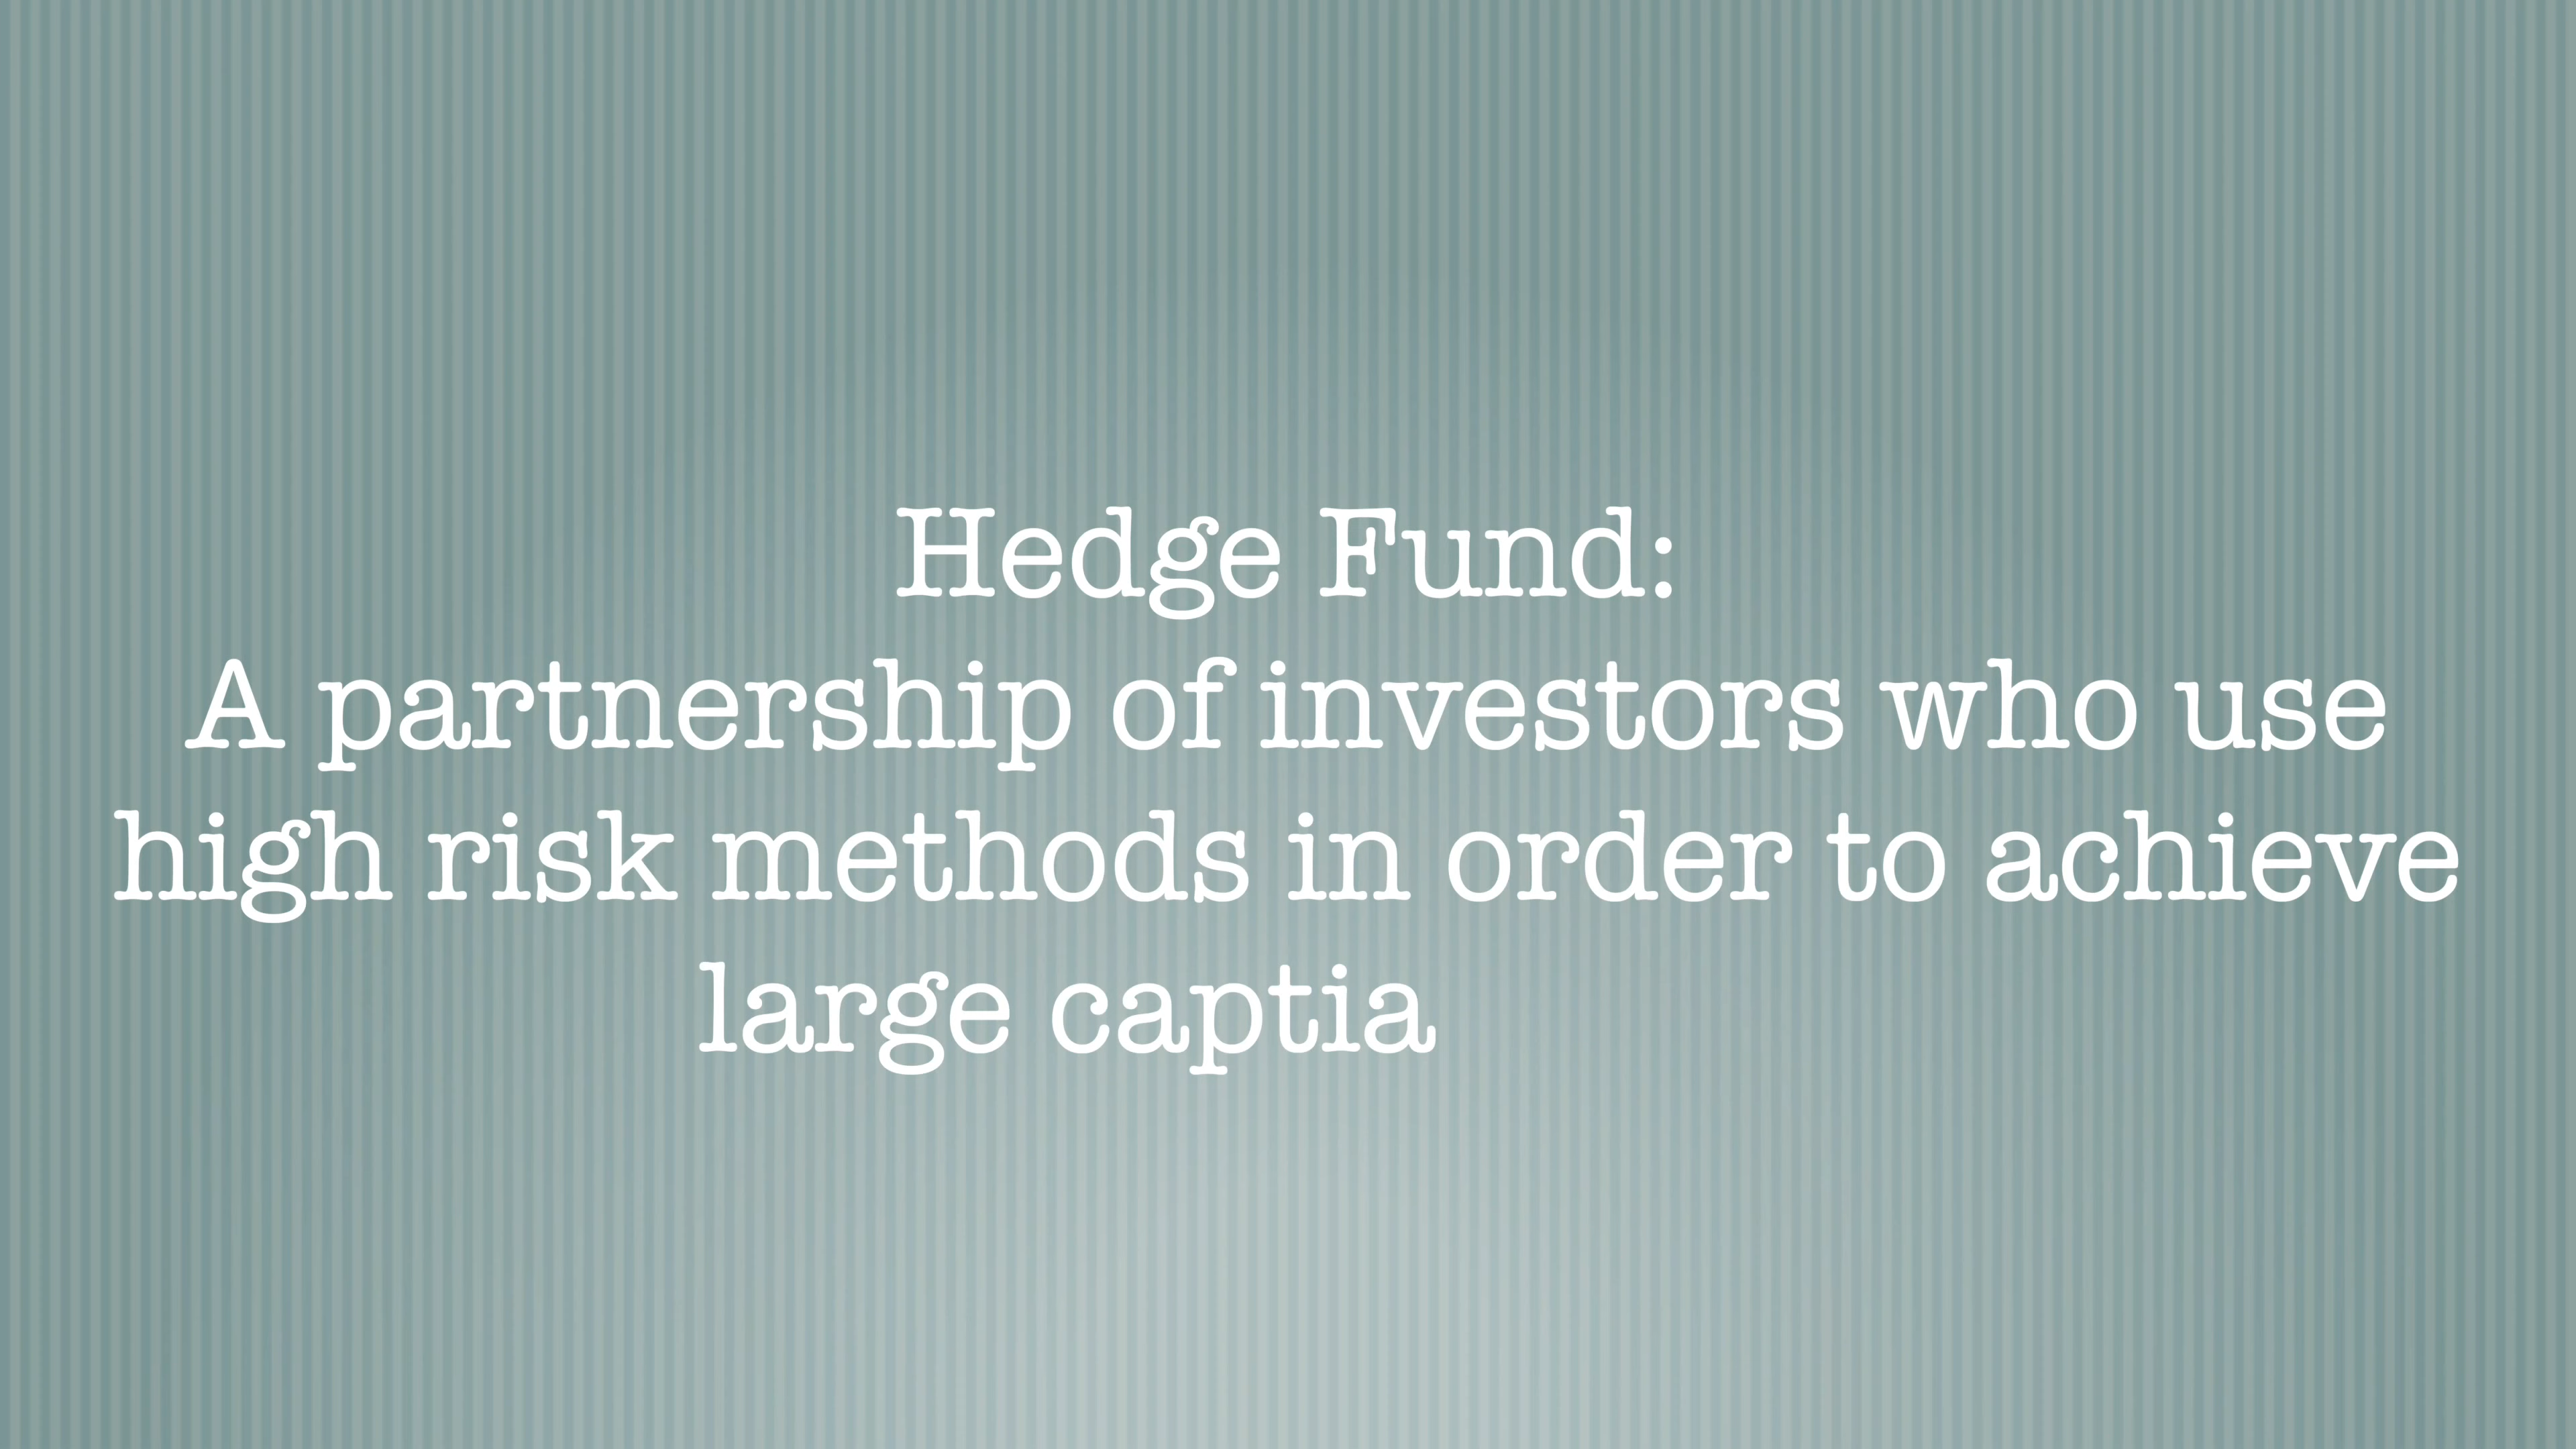 Hedge Fund:
A partnership of investors who use
high risk methods in order to achieve
large captia